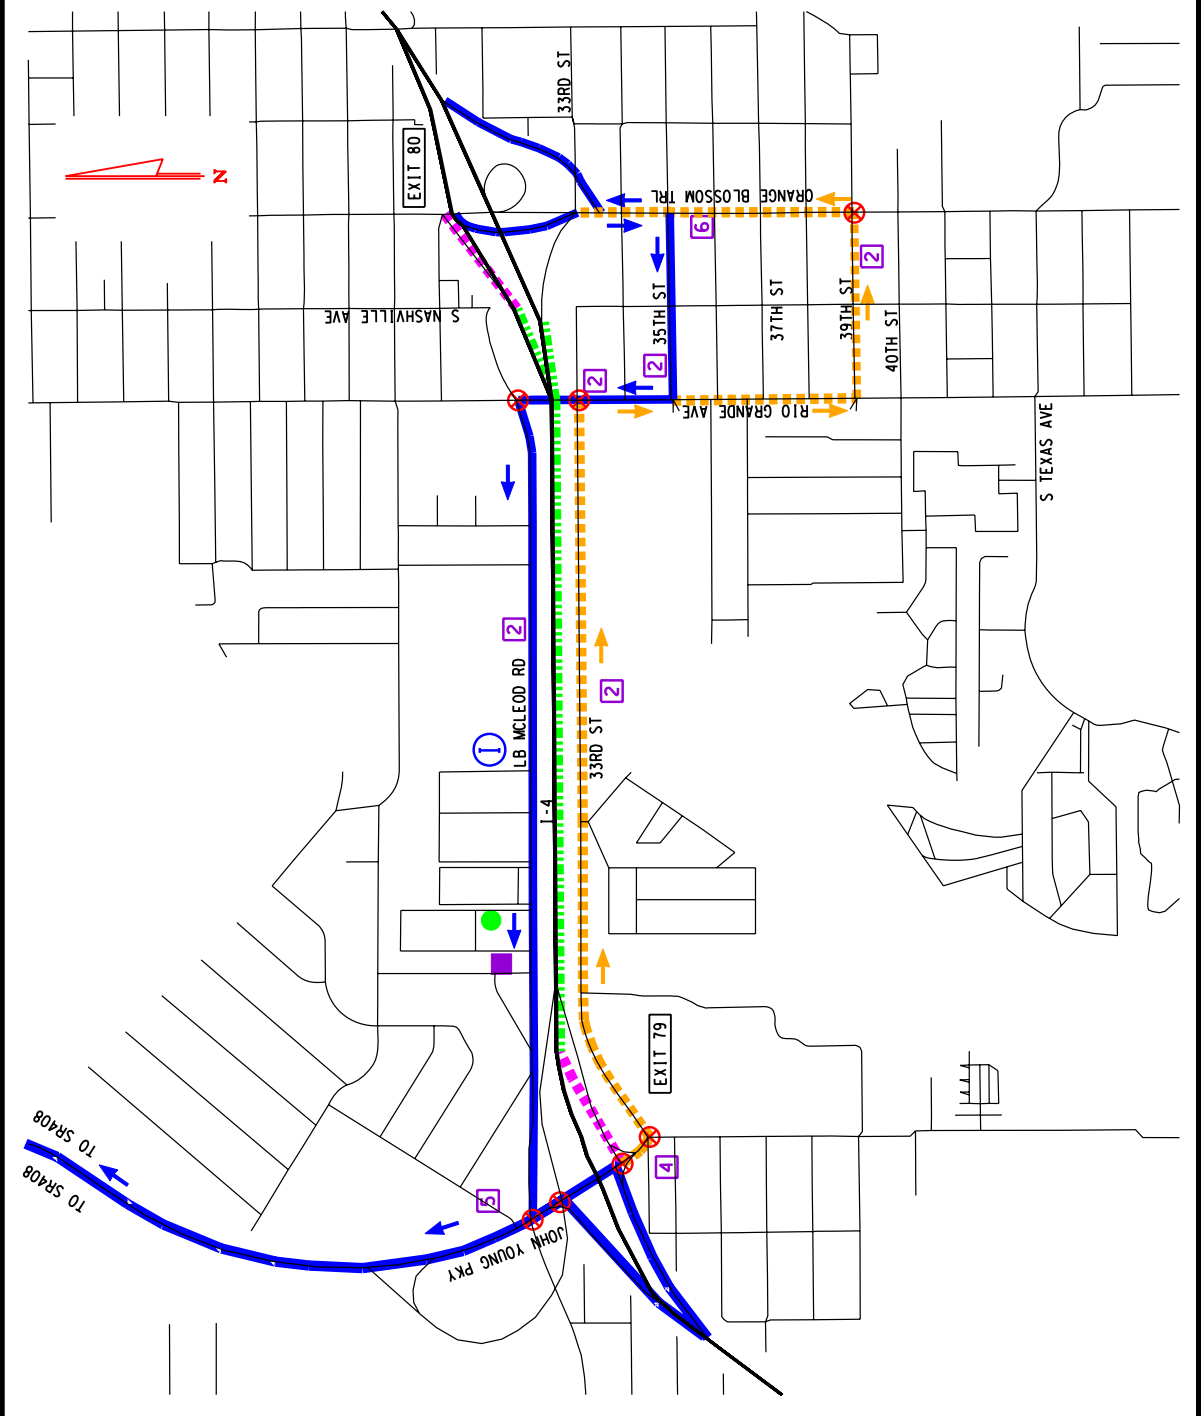 33RD ST
EXIT 80
N
ORANGE BLOSSOM TRL
6
2
35TH ST
37TH ST
39TH ST
40TH ST
S NASHVILLE AVE
2
2
RIO GRANDE AVE
S TEXAS AVE
2
LB MCLEOD RD
2
33RD ST
I
I-4
EXIT 79
4
5
TO SR408
TO SR408
JOHN YOUNG PKY